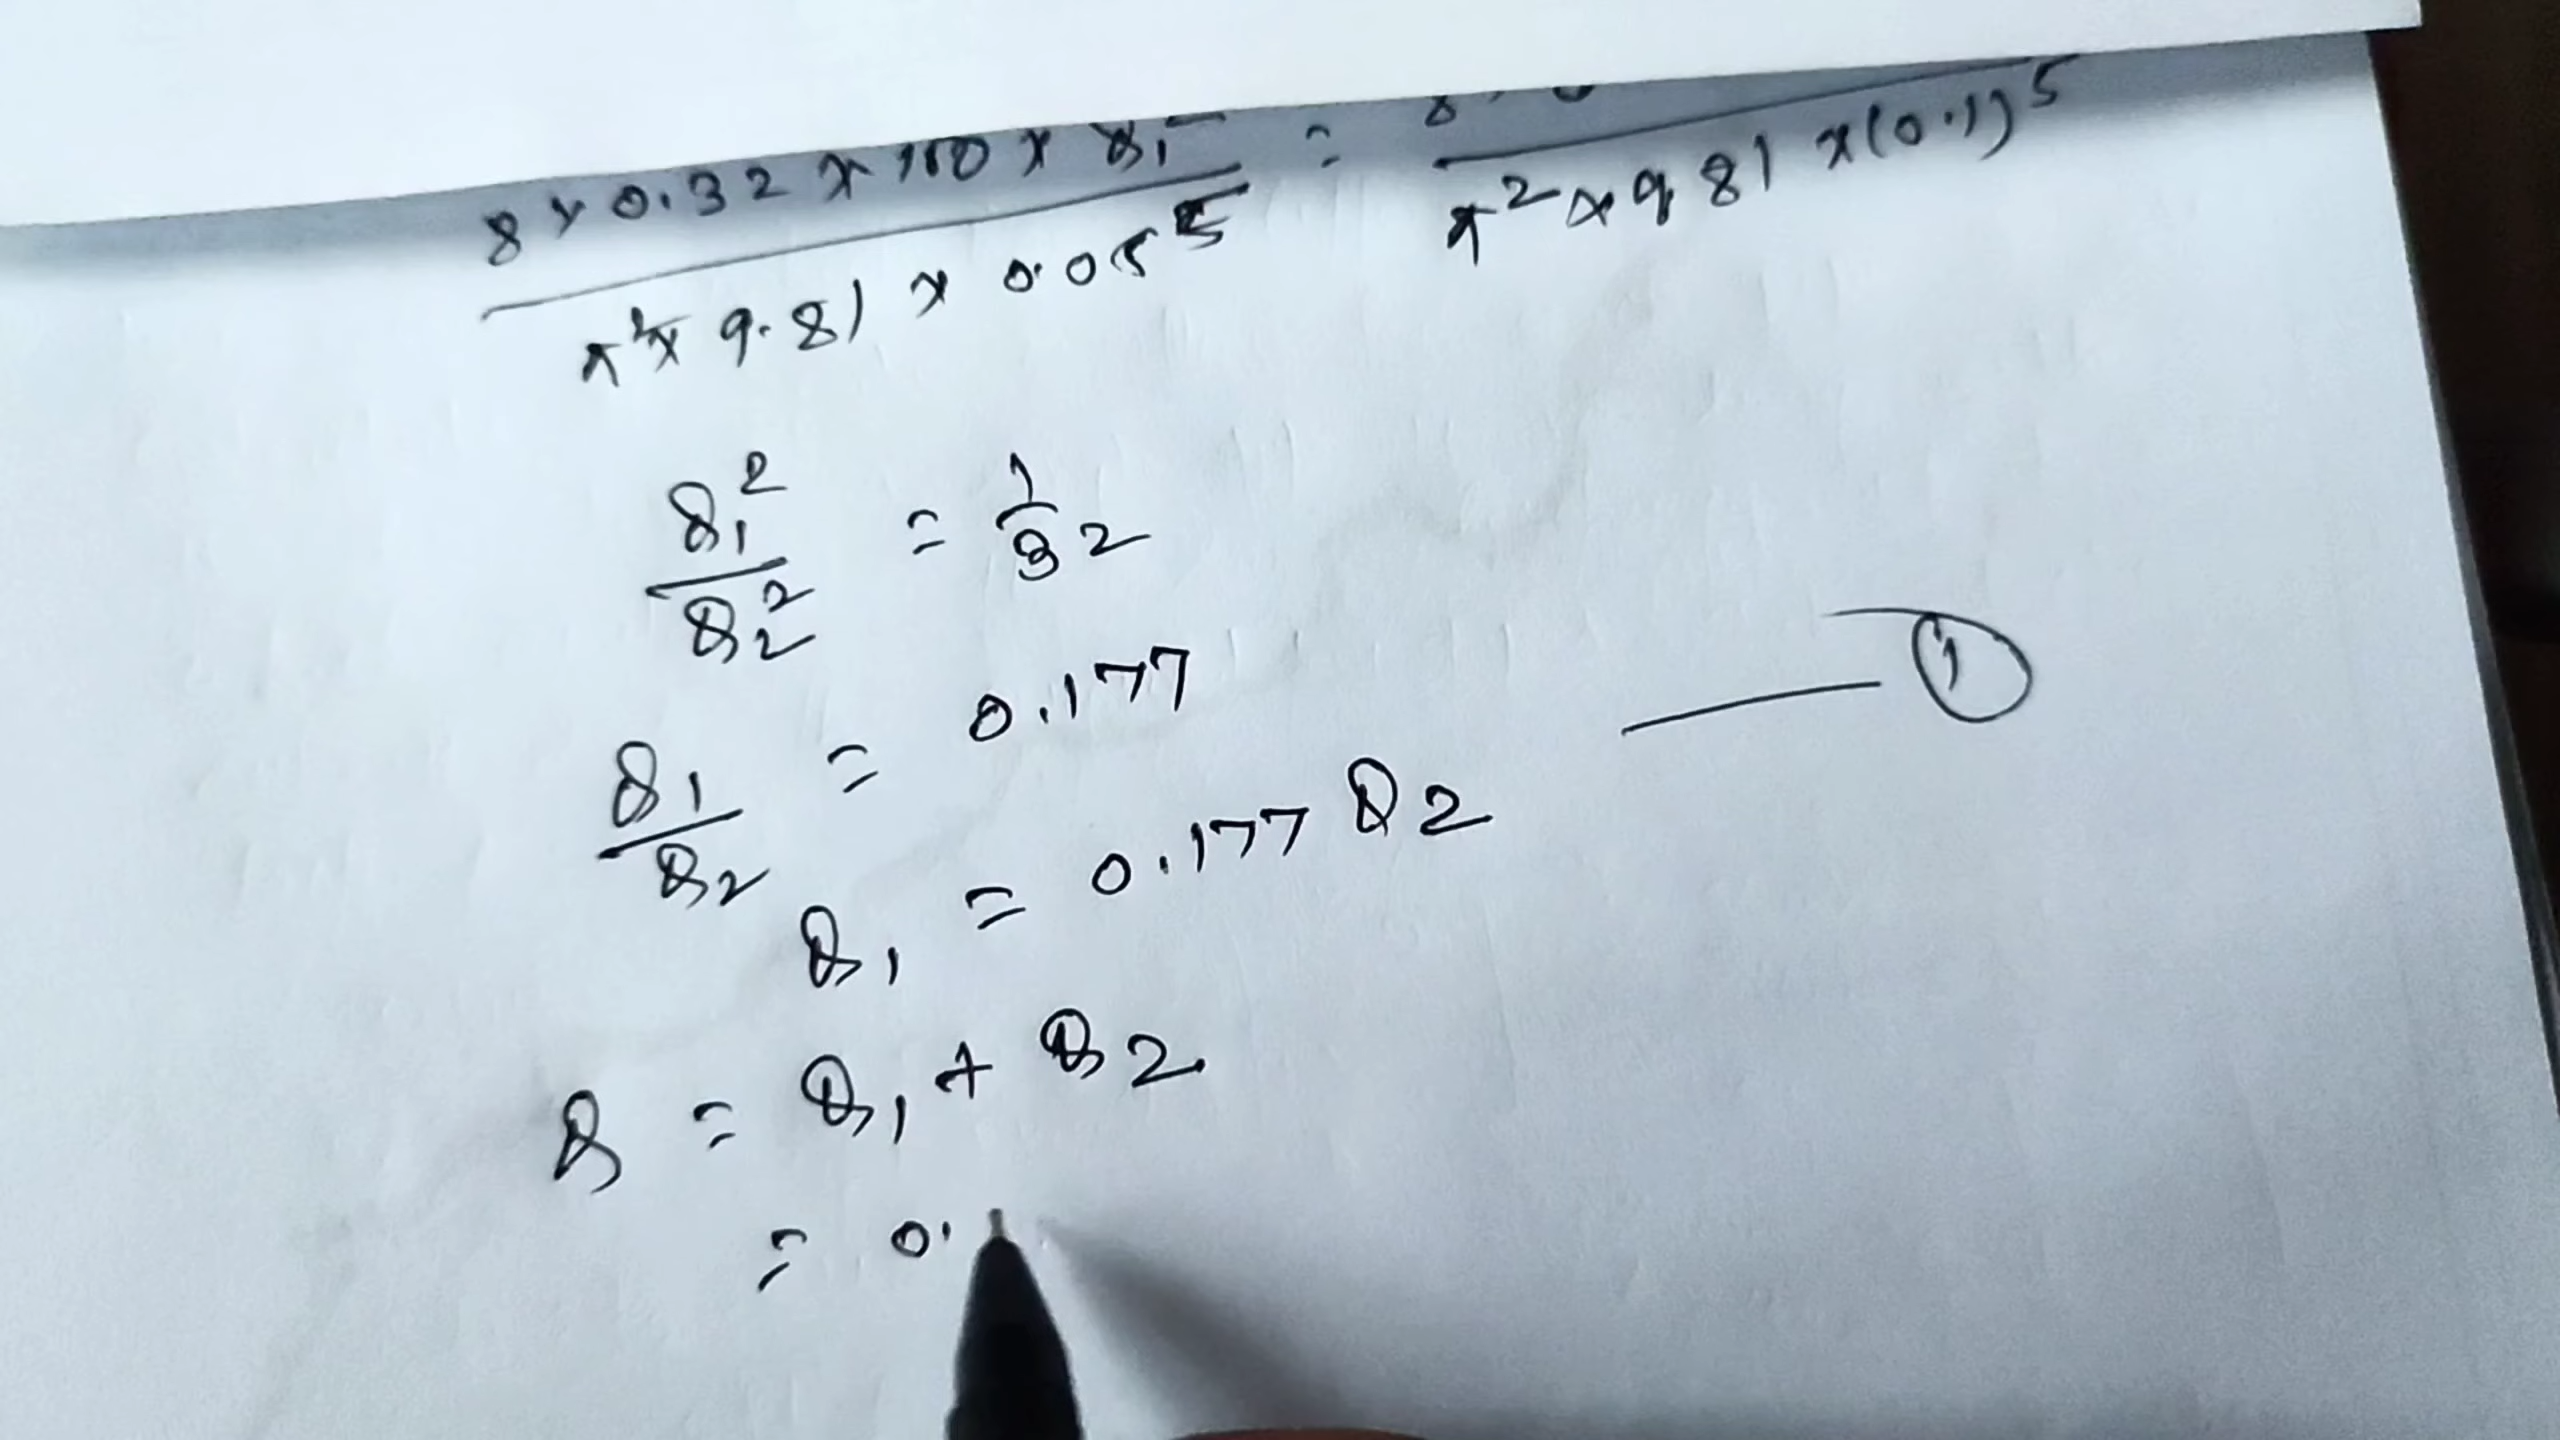 8 × 0.32 × 100 × Q₁² =
π² × 9.81 × 0.05⁵ π² × 9.81 × (0.1)⁵
Q₁² / Q₂² = 1/32
Q₁ / Q₂ = 0.177
Q₁ = 0.177 Q₂ —— ①
Q = Q₁ + Q₂
= 0.